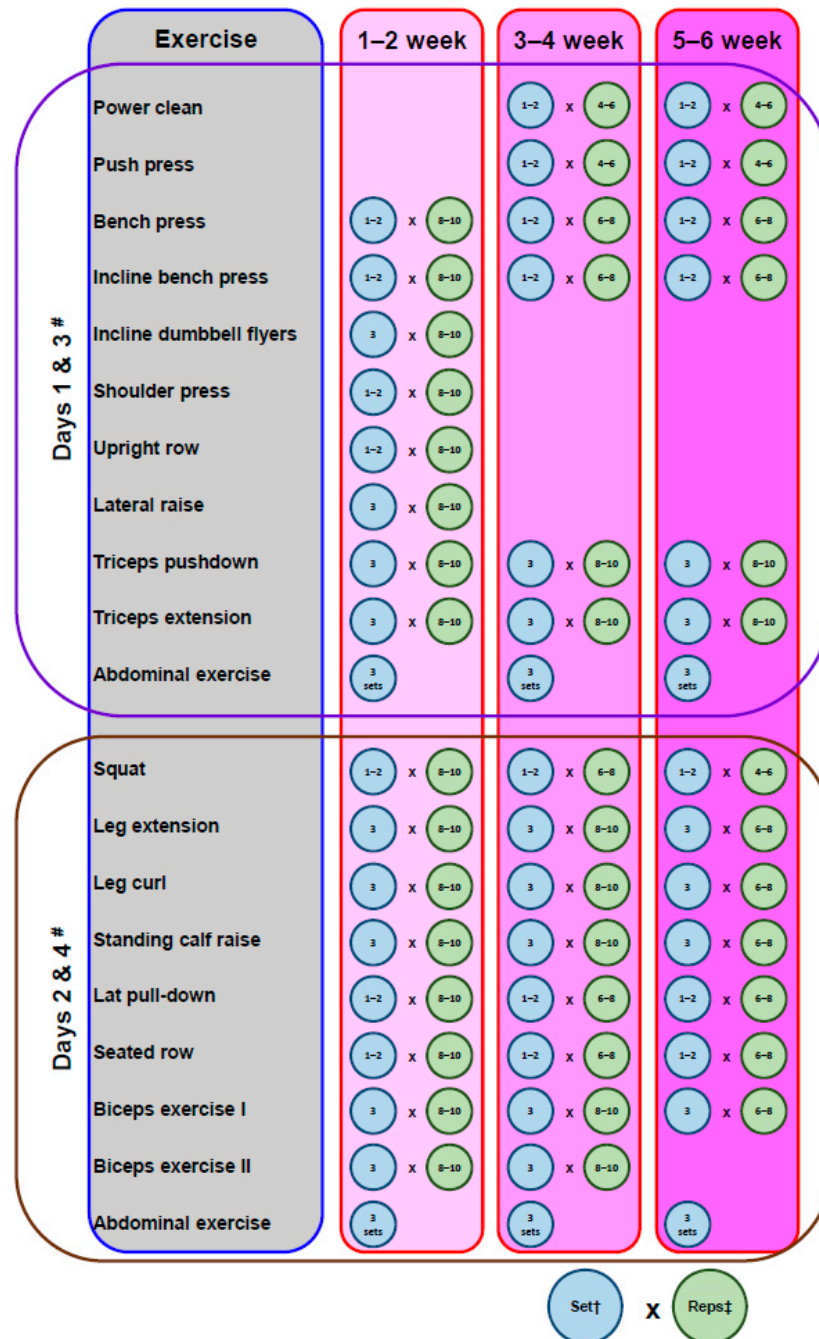 Exercise 1–2 week 3–4 week 5–6 week
Days 1 & 3 #
Power clean 1–2 x 4–6 1–2 x 4–6
Push press 1–2 x 4–6 1–2 x 4–6
Bench press 1–2 x 8–10 1–2 x 6–8 1–2 x 6–8
Incline bench press 1–2 x 8–10 1–2 x 6–8 1–2 x 6–8
Incline dumbbell flyers 3 x 8–10
Shoulder press 1–2 x 8–10
Upright row 1–2 x 8–10
Lateral raise 3 x 8–10
Triceps pushdown 3 x 8–10 3 x 8–10 3 x 8–10
Triceps extension 3 x 8–10 3 x 8–10 3 x 8–10
Abdominal exercise 3 sets 3 sets 3 sets
Days 2 & 4 #
Squat 1–2 x 8–10 1–2 x 6–8 1–2 x 4–6
Leg extension 3 x 8–10 3 x 8–10 3 x 6–8
Leg curl 3 x 8–10 3 x 8–10 3 x 6–8
Standing calf raise 3 x 8–10 3 x 8–10 3 x 6–8
Lat pull-down 1–2 x 8–10 1–2 x 6–8 1–2 x 6–8
Seated row 1–2 x 8–10 1–2 x 6–8 1–2 x 6–8
Biceps exercise I 3 x 8–10 3 x 8–10 3 x 6–8
Biceps exercise II 3 x 8–10 3 x 8–10
Abdominal exercise 3 sets 3 sets 3 sets
Set† x Reps‡